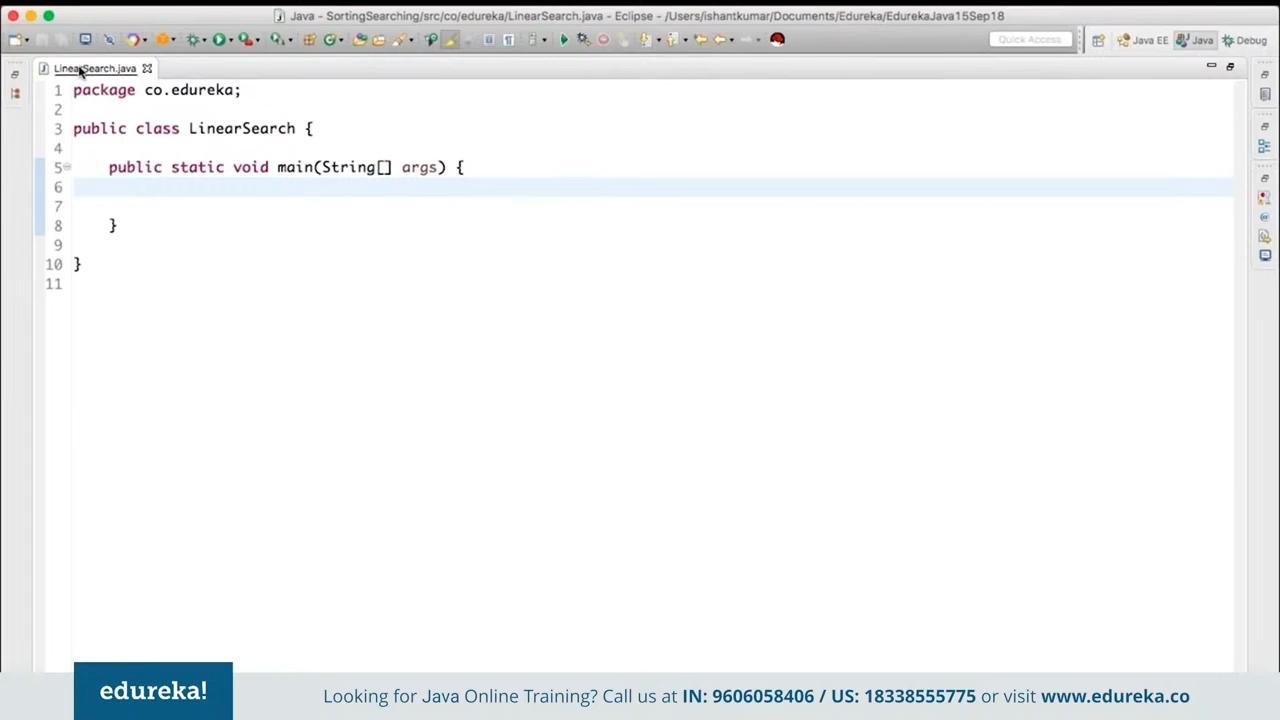 Java - SortingSearching/src/co/edureka/LinearSearch.java - Eclipse - /Users/ishantkumar/Documents/Edureka/EdurekaJava15Sep18
Quick Access
Java EE
Java
Debug
LinearSearch.java
1 package co.edureka;
2
3 public class LinearSearch {
4
5 public static void main(String[] args) {
6
7
8 }
9
10 }
11
edureka!
Looking for Java Online Training? Call us at IN: 9606058406 / US: 18338555775 or visit www.edureka.co